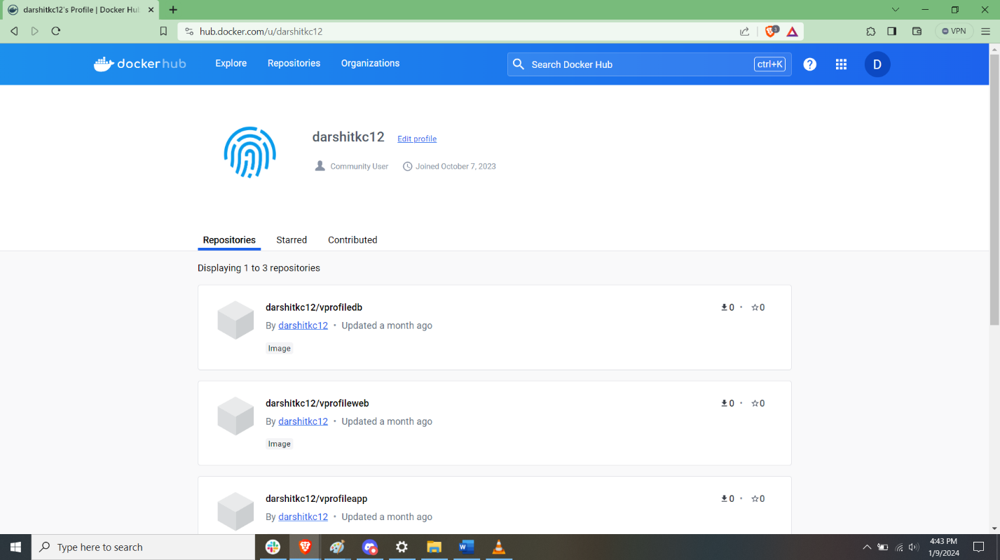 darshitkc12's Profile | Docker Hu
hub.docker.com/u/darshitkc12
3
VPN
dockerhub
Explore
Repositories
Organizations
Search Docker Hub
ctrl+K
?
D
darshitkc12
Edit profile
Community User
Joined October 7, 2023
Repositories
Starred
Contributed
Displaying 1 to 3 repositories
darshitkc12/vprofiledb
0 • 0
By darshitkc12 • Updated a month ago
Image
darshitkc12/vprofileweb
0 • 0
By darshitkc12 • Updated a month ago
Image
darshitkc12/vprofileapp
0 • 0
By darshitkc12 • Updated a month ago
Type here to search
4:43 PM
1/9/2024